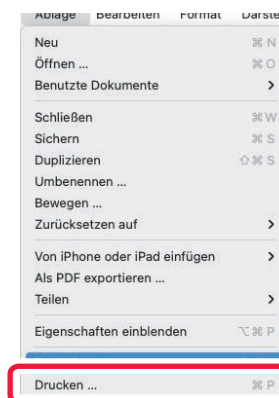 Ablage Bearbeiten Format Darste
Neu ⌘ N
Öffnen ... ⌘ O
Benutzte Dokumente >
Schließen ⌘ W
Sichern ⌘ S
Duplizieren ⇧ ⌘ S
Umbenennen ...
Bewegen ...
Zurücksetzen auf >
Von iPhone oder iPad einfügen >
Als PDF exportieren ...
Teilen >
Eigenschaften einblenden ⌥ ⌘ P
Drucken ... ⌘ P